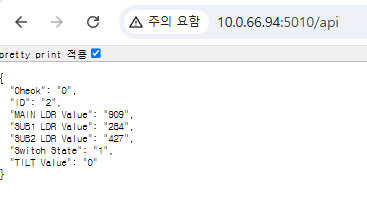 주의 요함 10.0.66.94:5010/api
pretty print 적용
{
"Check": "0",
"ID": "2",
"MAIN LDR Value": "909",
"SUB1 LDR Value": "284",
"SUB2 LDR Value": "427",
"Switch State": "1",
"TILT Value": "0"
}